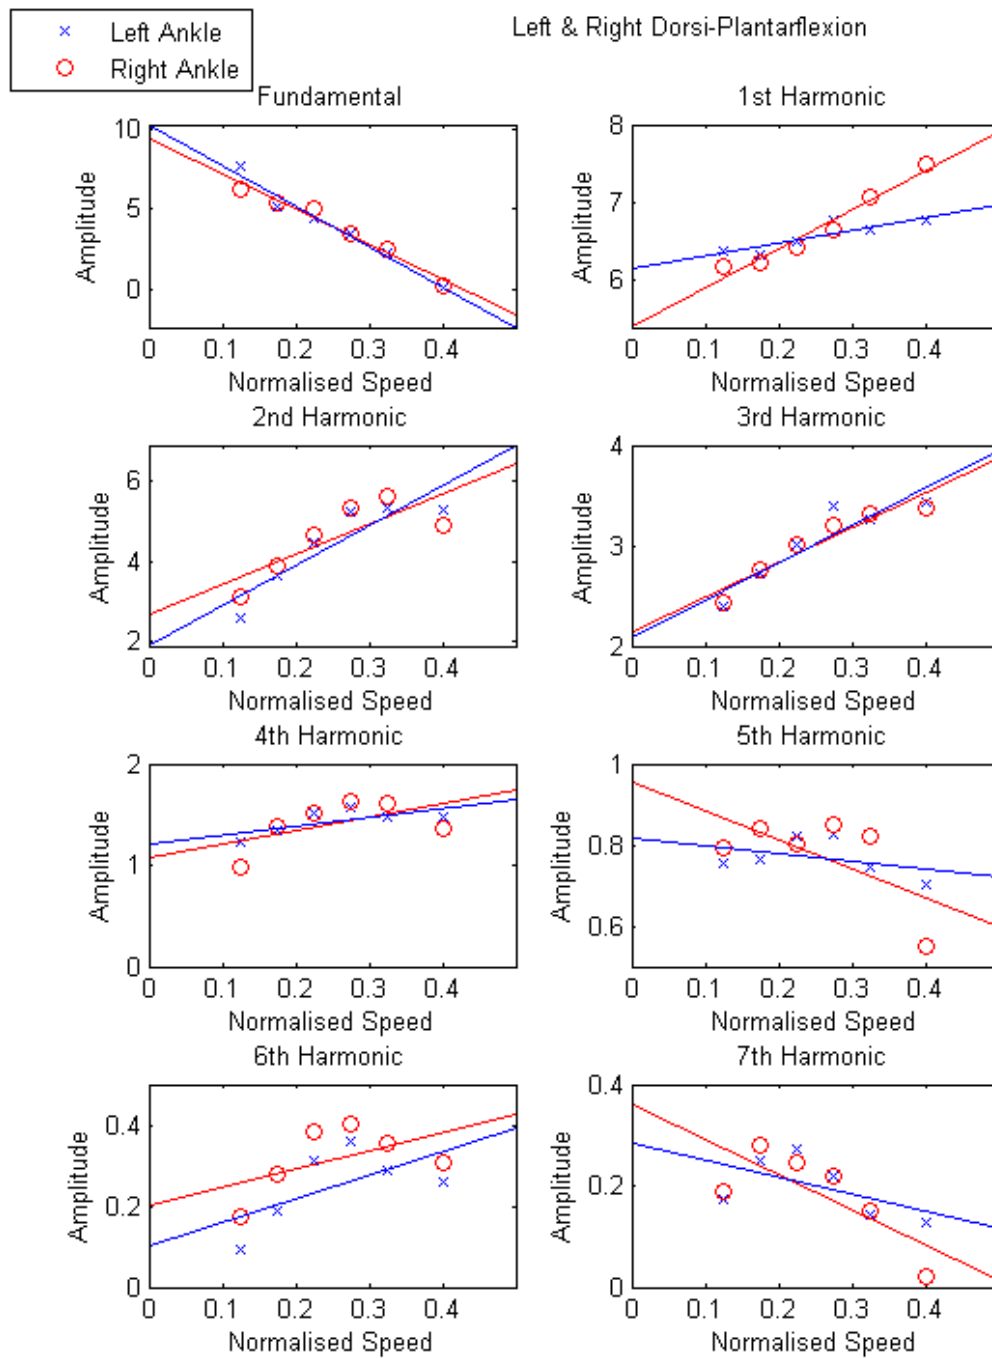 Left & Right Dorsi-Plantarflexion
Left Ankle
Right Ankle
Fundamental
10
5
0
Amplitude
0 0.1 0.2 0.3 0.4
Normalised Speed
1st Harmonic
8
7
6
Amplitude
0 0.1 0.2 0.3 0.4
Normalised Speed
2nd Harmonic
6
4
2
Amplitude
0 0.1 0.2 0.3 0.4
Normalised Speed
3rd Harmonic
4
3
2
Amplitude
0 0.1 0.2 0.3 0.4
Normalised Speed
4th Harmonic
2
1
0
Amplitude
0 0.1 0.2 0.3 0.4
Normalised Speed
5th Harmonic
1
0.8
0.6
Amplitude
0 0.1 0.2 0.3 0.4
Normalised Speed
6th Harmonic
0.4
0.2
0
Amplitude
0 0.1 0.2 0.3 0.4
Normalised Speed
7th Harmonic
0.4
0.2
0
Amplitude
0 0.1 0.2 0.3 0.4
Normalised Speed